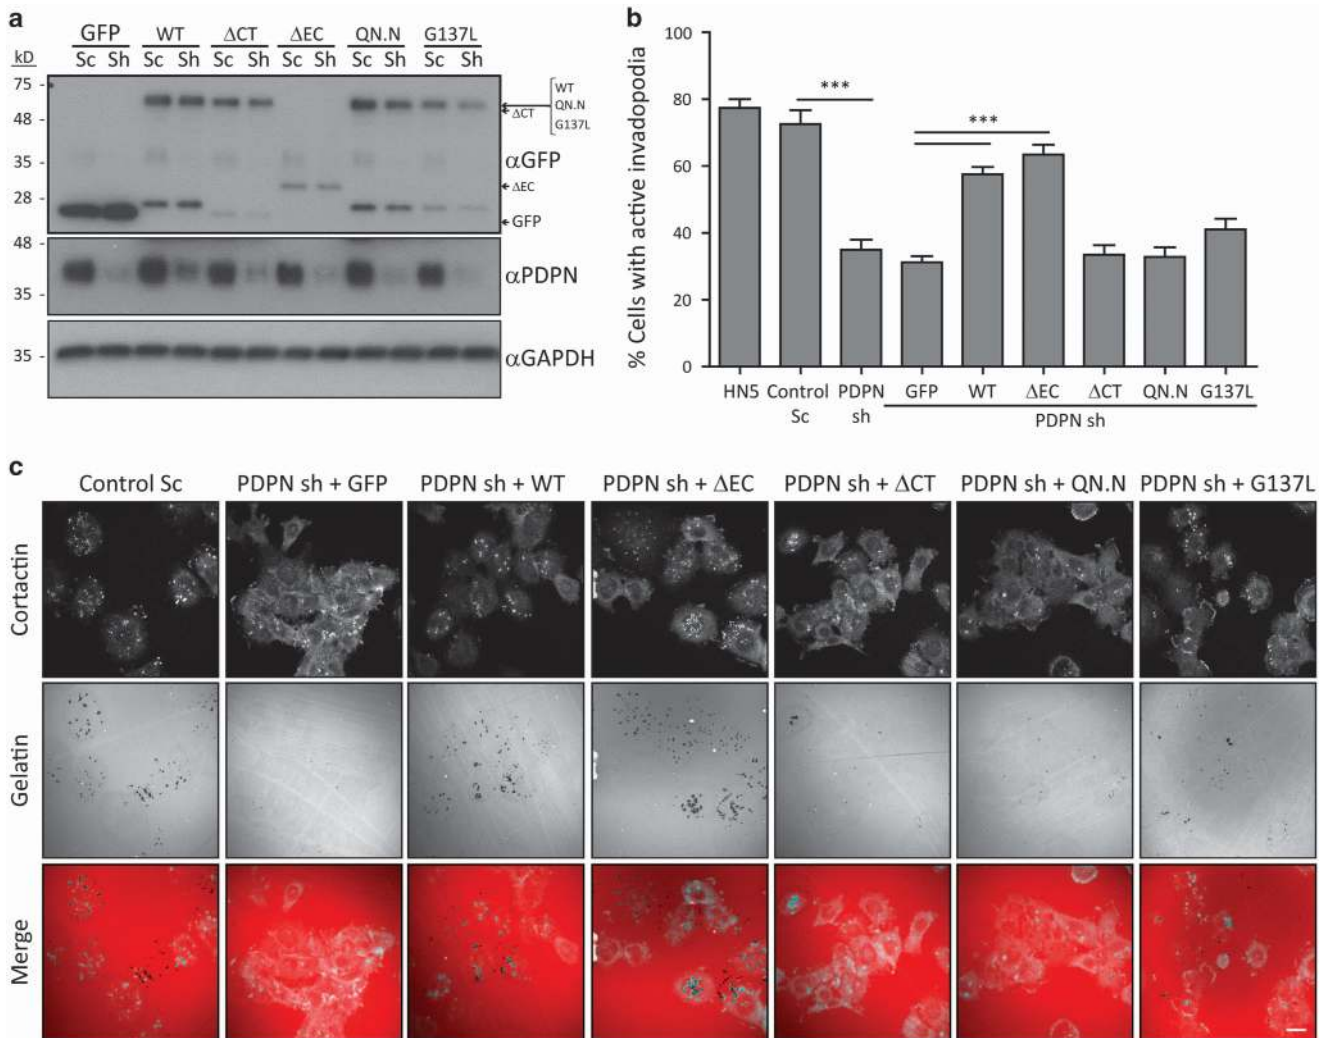 a
GFP WT ΔCT ΔEC QN.N G137L
kD Sc Sh Sc Sh Sc Sh Sc Sh Sc Sh Sc Sh
75 -
48 -
35 -
28 -
WT
QN.N
G137L
ΔCT
αGFP
ΔEC
GFP
48 -
35 -
αPDPN
35 -
αGAPDH
b
% Cells with active invadopodia
100
80
60
40
20
0
***
***
HN5 Control Sc PDPN sh GFP WT ΔEC ΔCT QN.N G137L
PDPN sh
c
Control Sc PDPN sh + GFP PDPN sh + WT PDPN sh + ΔEC PDPN sh + ΔCT PDPN sh + QN.N PDPN sh + G137L
Cortactin
Gelatin
Merge